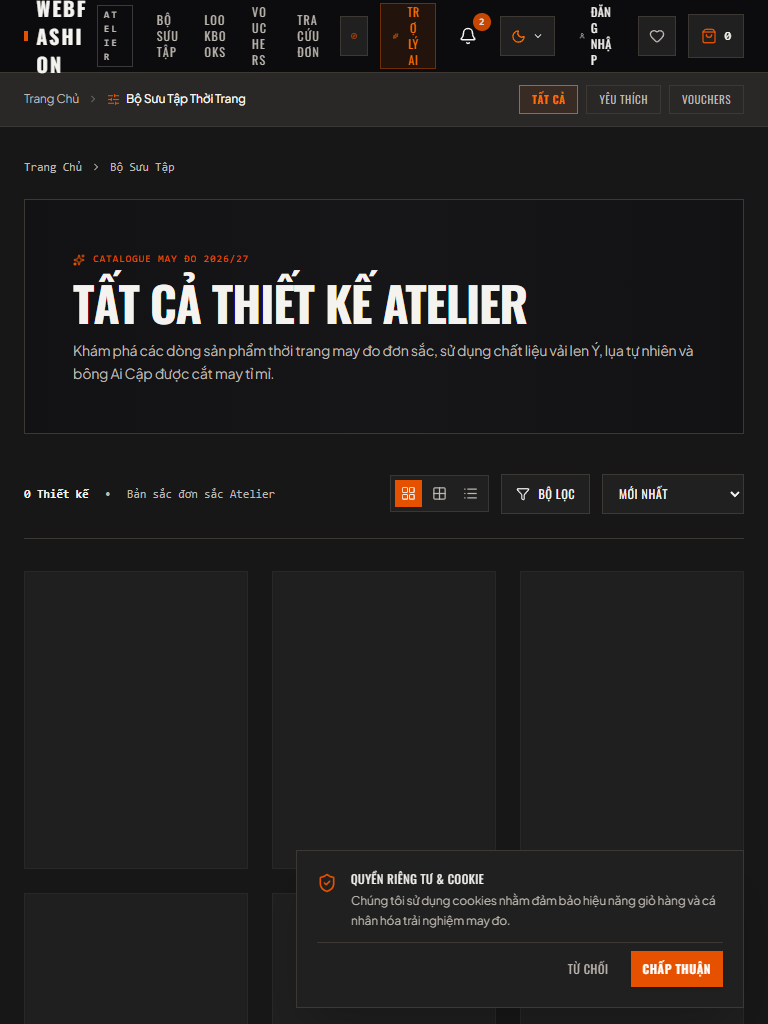 WEBF
ASHI
ON
AT
EL
IE
R
BỘ
SƯU
TẬP
LOO
KBO
OKS
VO
UC
HE
RS
TRA
CỨU
ĐƠN
TR
Ợ
LÝ
AI
2
ĐĂN
G
NHẬ
P
0
Trang Chủ
Bộ Sưu Tập Thời Trang
TẤT CẢ
YÊU THÍCH
VOUCHERS
Trang Chủ
Bộ Sưu Tập
CATALOGUE MAY ĐO 2026/27
TẤT CẢ THIẾT KẾ ATELIER
Khám phá các dòng sản phẩm thời trang may đo đơn sắc, sử dụng chất liệu vải len Ý, lụa tự nhiên và
bông Ai Cập được cắt may tỉ mỉ.
0 Thiết kế • Bản sắc đơn sắc Atelier
BỘ LỌC
MỚI NHẤT
QUYỀN RIÊNG TƯ & COOKIE
Chúng tôi sử dụng cookies nhằm đảm bảo hiệu năng giỏ hàng và cá
nhân hóa trải nghiệm may đo.
TỪ CHỐI
CHẤP THUẬN